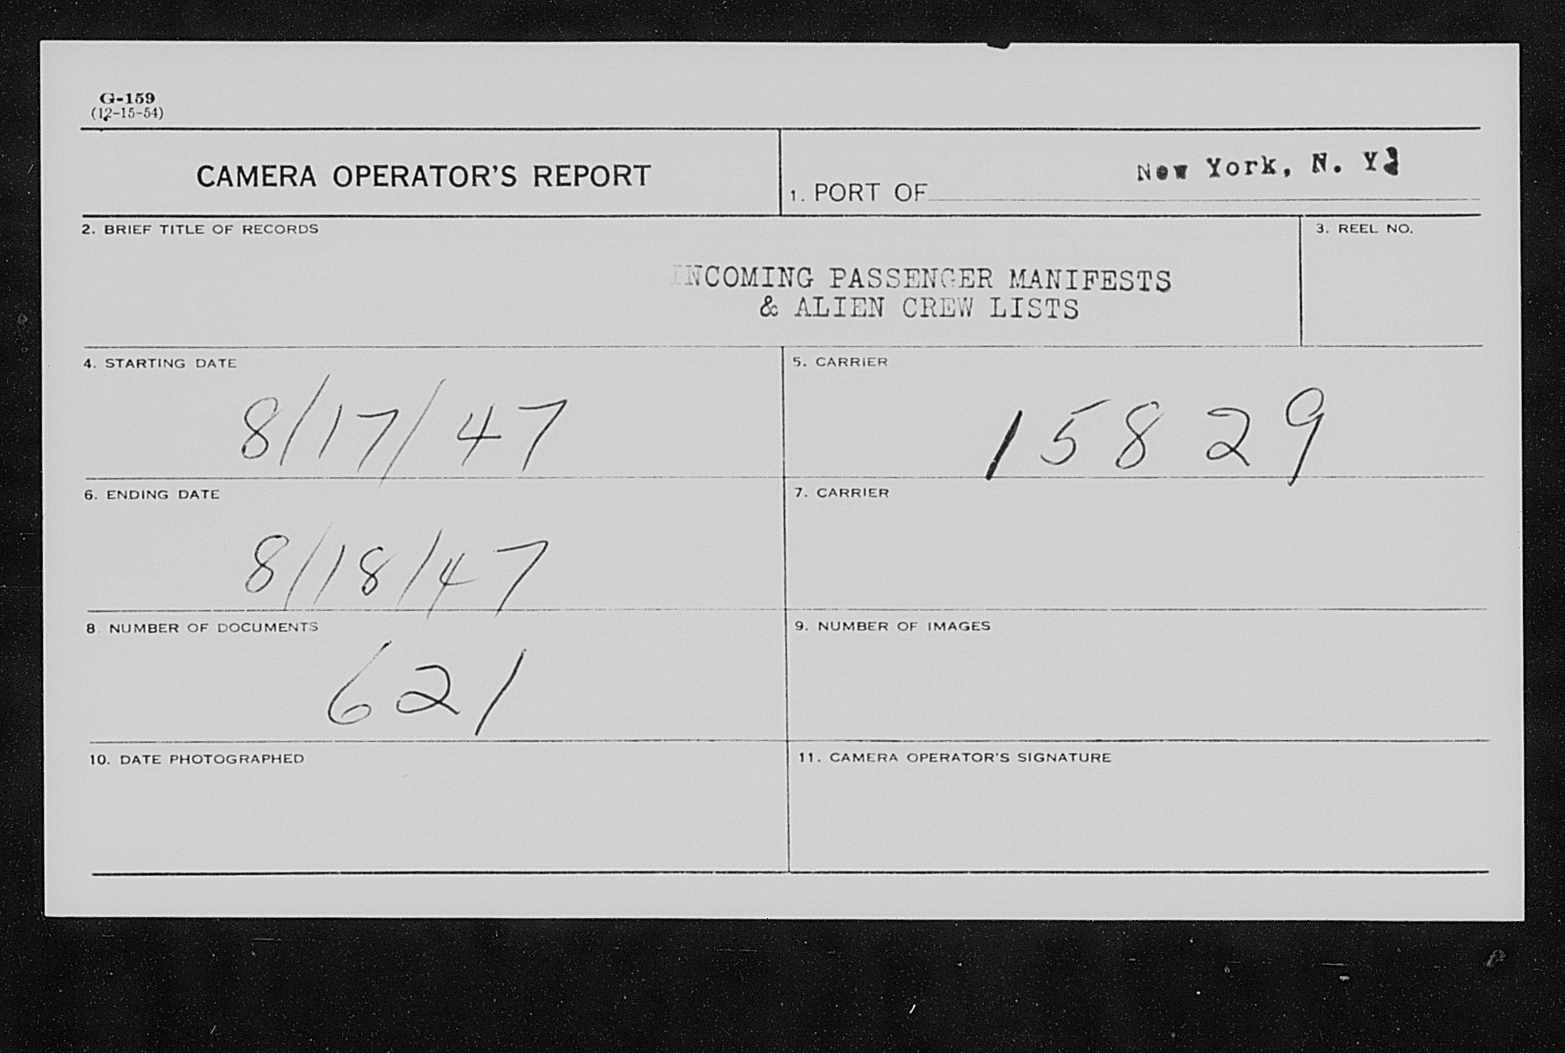 G-159
(12-15-54)
CAMERA OPERATOR'S REPORT
1. PORT OF New York, N. Y.
2. BRIEF TITLE OF RECORDS
3. REEL NO.
INCOMING PASSENGER MANIFESTS
& ALIEN CREW LISTS
4. STARTING DATE
8/17/47
5. CARRIER
15829
6. ENDING DATE
8/18/47
7. CARRIER
8 NUMBER OF DOCUMENTS
621
9. NUMBER OF IMAGES
10. DATE PHOTOGRAPHED
11. CAMERA OPERATOR'S SIGNATURE